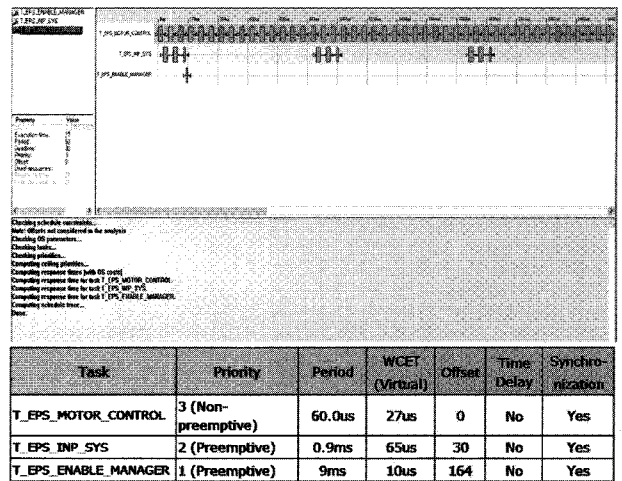 T_EPS_ENABLE_MANAGER
T_EPS_INP_SYS
T_EPS_MOTOR_CONTROL
T_EPS_INP_SYS
T_EPS_ENABLE_MANAGER
Property Value
Execution time
Period
Deadline
Priority
Offset
Used resources
Checking schedule constraints...
Note: Offsets not considered in the analysis
Checking OS parameters...
Checking tasks...
Checking priorities...
Computing ceiling priorities...
Computing response times (with OS costs)
Computing response time for task T_EPS_MOTOR_CONTROL.
Computing response time for task T_EPS_INP_SYS.
Computing response time for task T_EPS_ENABLE_MANAGER.
Computing schedule trace...
Done.
Task Priority Period WCET (Virtual) Offset Time Delay Synchro-nization
T_EPS_MOTOR_CONTROL 3 (Non-preemptive) 60.0us 27us 0 No Yes
T_EPS_INP_SYS 2 (Preemptive) 0.9ms 65us 30 No Yes
T_EPS_ENABLE_MANAGER 1 (Preemptive) 9ms 10us 164 No Yes